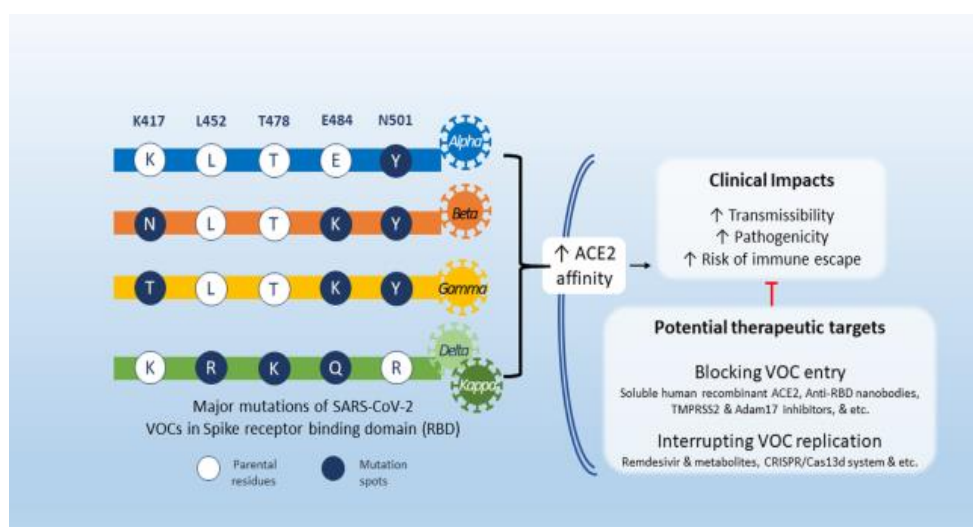 K417 L452 T478 E484 N501
K L T E Y Alpha
N L T K Y Beta
T L T K Y Gamma
K R K Q R Delta
Kappa
Major mutations of SARS-CoV-2
VOCs in Spike receptor binding domain (RBD)
Parental
residues
Mutation
spots
↑ ACE2
affinity
Clinical Impacts
↑ Transmissibility
↑ Pathogenicity
↑ Risk of immune escape
Potential therapeutic targets
Blocking VOC entry
Soluble human recombinant ACE2, Anti-RBD nanobodies,
TMPRSS2 & Adam17 inhibitors, & etc.
Interrupting VOC replication
Remdesivir & metabolites, CRISPR/Cas13d system & etc.